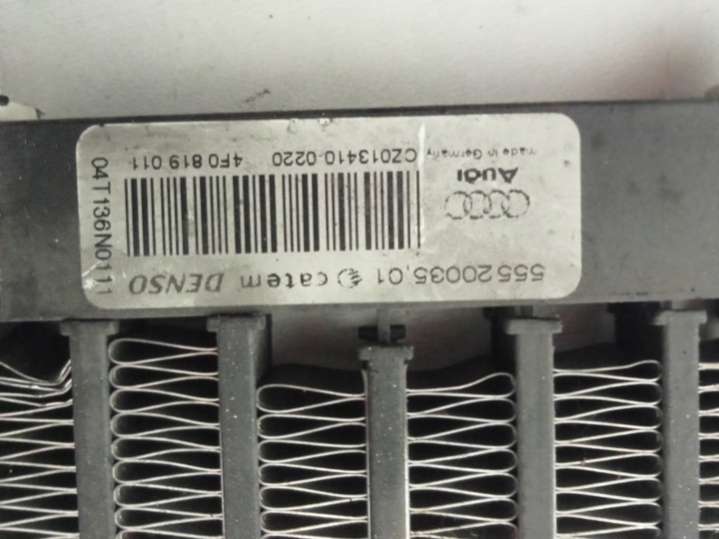 555 20035.01 catem DENSO
Audi
made in Germany
CZ013410-0220 4F0 819 011
04T136N0111